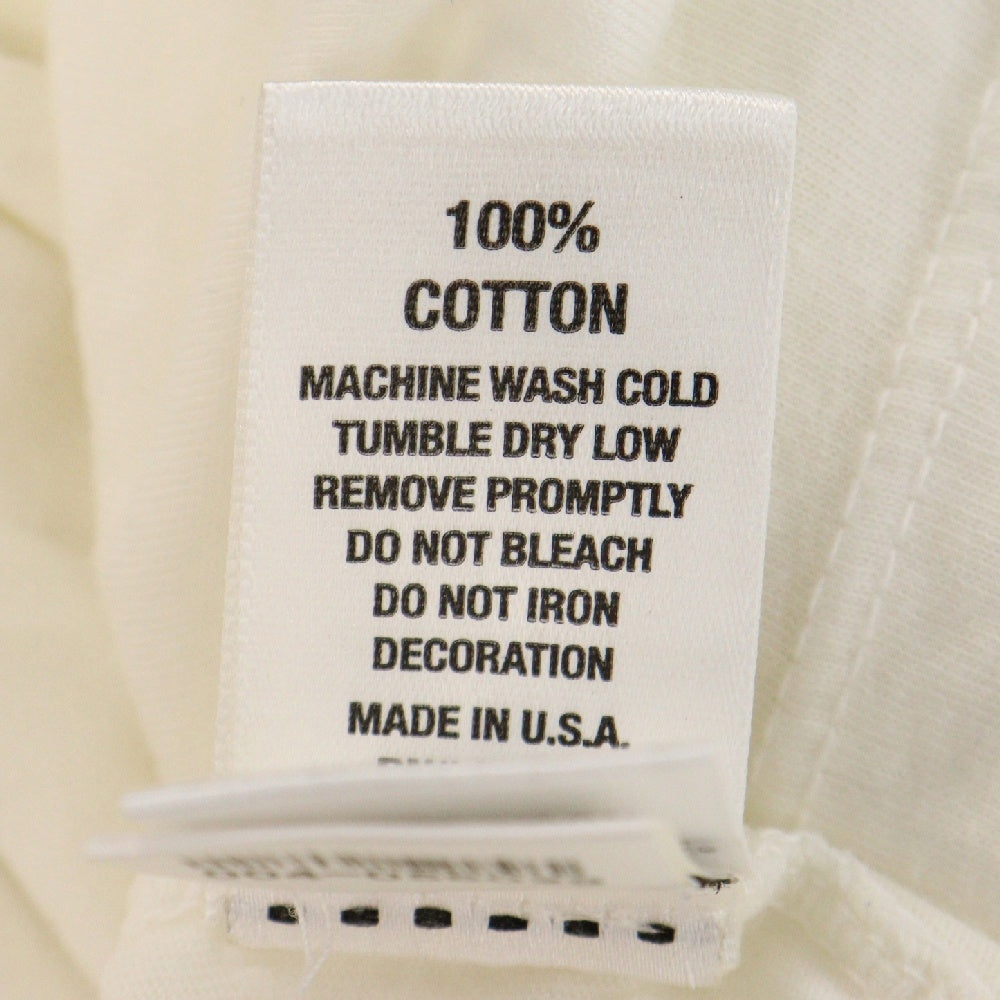 100%
COTTON
MACHINE WASH COLD
TUMBLE DRY LOW
REMOVE PROMPTLY
DO NOT BLEACH
DO NOT IRON
DECORATION
MADE IN U.S.A.